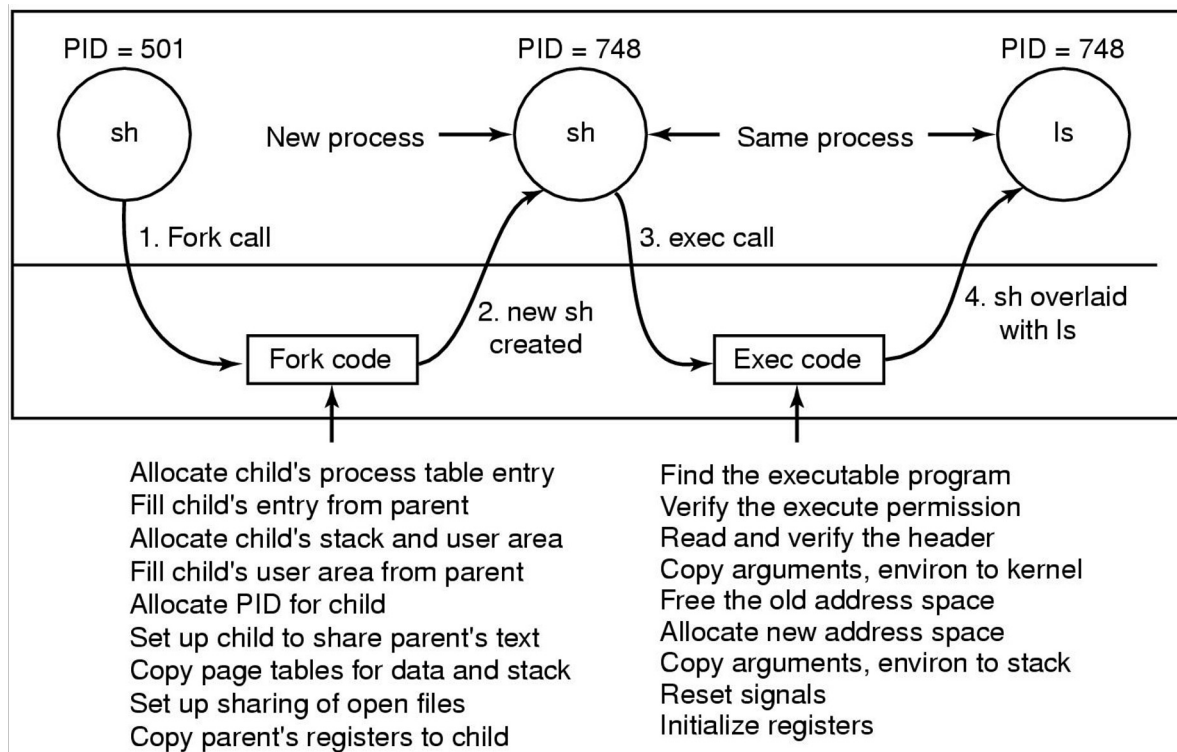 PID = 501
PID = 748
PID = 748
sh
New process
sh
Same process
ls
1. Fork call
3. exec call
2. new sh
created
4. sh overlaid
with ls
Fork code
Exec code
Allocate child's process table entry
Fill child's entry from parent
Allocate child's stack and user area
Fill child's user area from parent
Allocate PID for child
Set up child to share parent's text
Copy page tables for data and stack
Set up sharing of open files
Copy parent's registers to child
Find the executable program
Verify the execute permission
Read and verify the header
Copy arguments, environ to kernel
Free the old address space
Allocate new address space
Copy arguments, environ to stack
Reset signals
Initialize registers